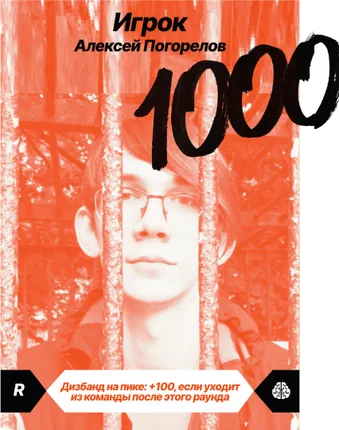 Игрок
Алексей Погорелов
1000
R
Дизбанд на пике: +100, если уходит
из команды после этого раунда